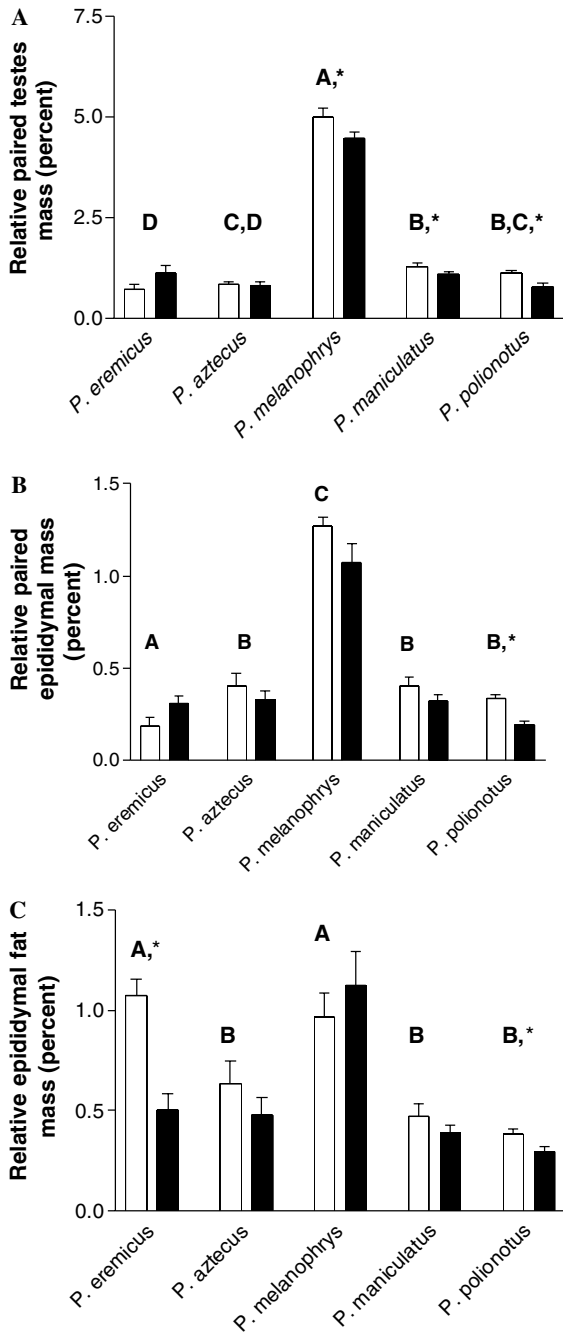 A
Relative paired testes
mass (percent)
7.5
5.0
2.5
0.0
D
C,D
A,*
B,*
B,C,*
P. eremicus
P. aztecus
P. melanophrys
P. maniculatus
P. polionotus
B
Relative paired
epididymal mass
(percent)
1.5
1.0
0.5
0.0
A
B
C
B
B,*
P. eremicus
P. aztecus
P. melanophrys
P. maniculatus
P. polionotus
C
Relative epididymal fat
mass (percent)
1.5
1.0
0.5
0.0
A,*
B
A
B
B,*
P. eremicus
P. aztecus
P. melanophrys
P. maniculatus
P. polionotus